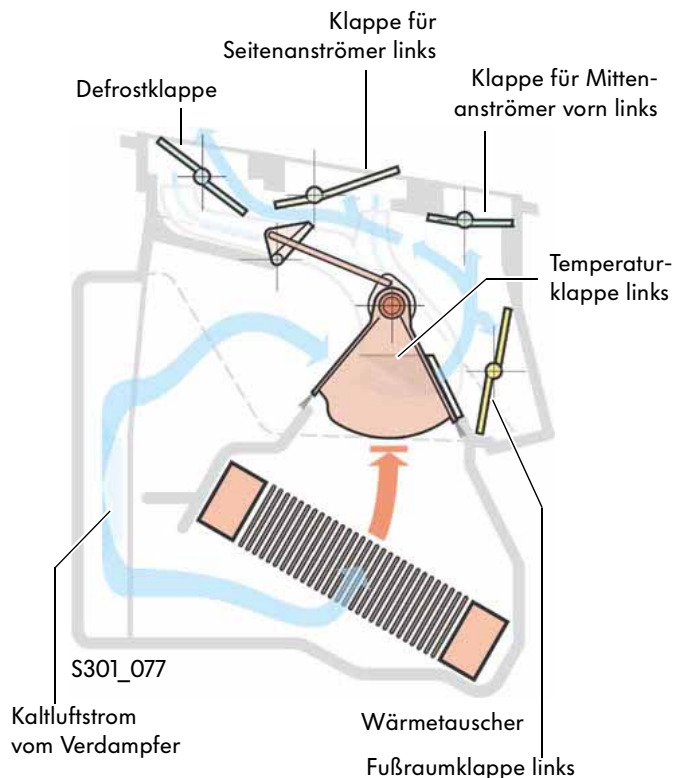 Klappe für
Seitenanströmer links
Klappe für Mitten-
anströmer vorn links
Defrostklappe
Temperatur-
klappe links
S301_077
Kaltluftstrom
vom Verdampfer
Wärmetauscher
Fußraumklappe links